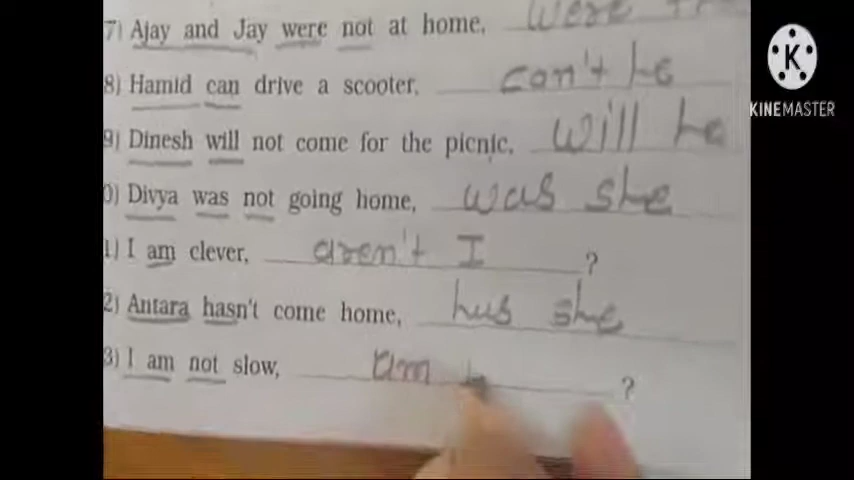 7) Ajay and Jay were not at home, were
8) Hamid can drive a scooter, can't he
9) Dinesh will not come for the picnic, will he
0) Divya was not going home, was she
1) I am clever, aren't I ?
2) Antara hasn't come home, hus she
3) I am not slow, am ?
K
KINEMASTER